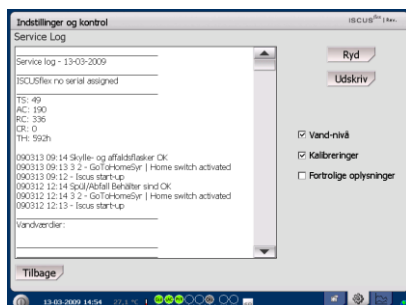 Indstillinger og kontrol
ISCUSflex | Rev.
Service Log
Service log - 13-03-2009
ISCUSflex no serial assigned
TS: 49
AC: 190
RC: 336
CR: 0
TH: 592h
090313 09:14 Skylle- og affaldsflasker OK
090313 09:13 3 2 - GoToHomeSyr | Home switch activated
090313 09:12 - Iscus start-up
090312 12:14 Spül/Abfall Behälter sind OK
090312 12:14 3 2 - GoToHomeSyr | Home switch activated
090312 12:13 - Iscus start-up
Vandværdier:
Ryd
Udskriv
Vand-nivå
Kalibreringer
Fortrolige oplysninger
Tilbage
13-03-2009 14:54 27,1 °C